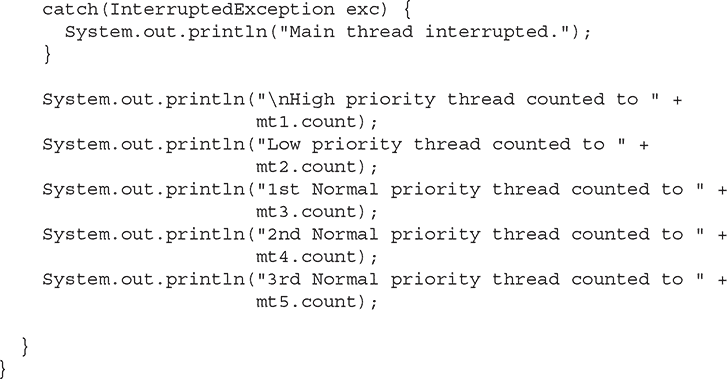 catch(InterruptedException exc) {
System.out.println("Main thread interrupted.");
}
System.out.println("\nHigh priority thread counted to " +
mt1.count);
System.out.println("Low priority thread counted to " +
mt2.count);
System.out.println("1st Normal priority thread counted to " +
mt3.count);
System.out.println("2nd Normal priority thread counted to " +
mt4.count);
System.out.println("3rd Normal priority thread counted to " +
mt5.count);
}
}